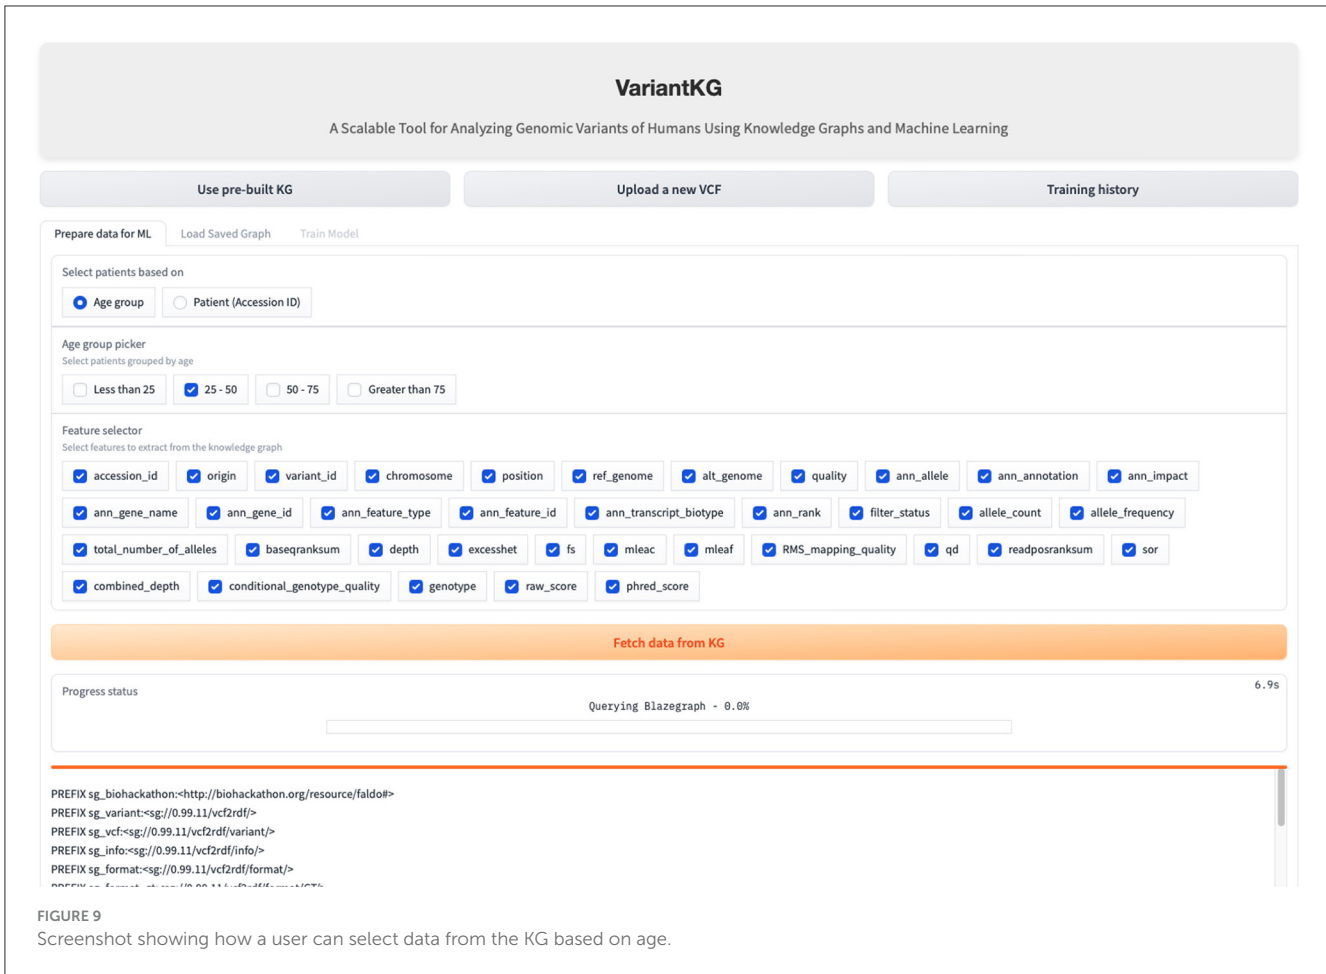 VariantKG
A Scalable Tool for Analyzing Genomic Variants of Humans Using Knowledge Graphs and Machine Learning
Use pre-built KG Upload a new VCF Training history
Prepare data for ML Load Saved Graph Train Model
Select patients based on
Age group Patient (Accession ID)
Age group picker
Select patients grouped by age
Less than 25 25 - 50 50 - 75 Greater than 75
Feature selector
Select features to extract from the knowledge graph
accession_id origin variant_id chromosome position ref_genome alt_genome quality ann_allele ann_annotation ann_impact
ann_gene_name ann_gene_id ann_feature_type ann_feature_id ann_transcript_biotype ann_rank filter_status allele_count allele_frequency
total_number_of_alleles baseqranksum depth excesshet fs mleac mleaf RMS_mapping_quality qd readposranksum sor
combined_depth conditional_genotype_quality genotype raw_score phred_score
Fetch data from KG
Progress status 6.9s
Querying Blazegraph - 0.0%
PREFIX sg_biohackathon:<http://biohackathon.org/resource/faldo#>
PREFIX sg_variant:<sg://0.99.11/vcf2rdf/>
PREFIX sg_vcf:<sg://0.99.11/vcf2rdf/variant/>
PREFIX sg_info:<sg://0.99.11/vcf2rdf/info/>
PREFIX sg_format:<sg://0.99.11/vcf2rdf/format/>
FIGURE 9
Screenshot showing how a user can select data from the KG based on age.